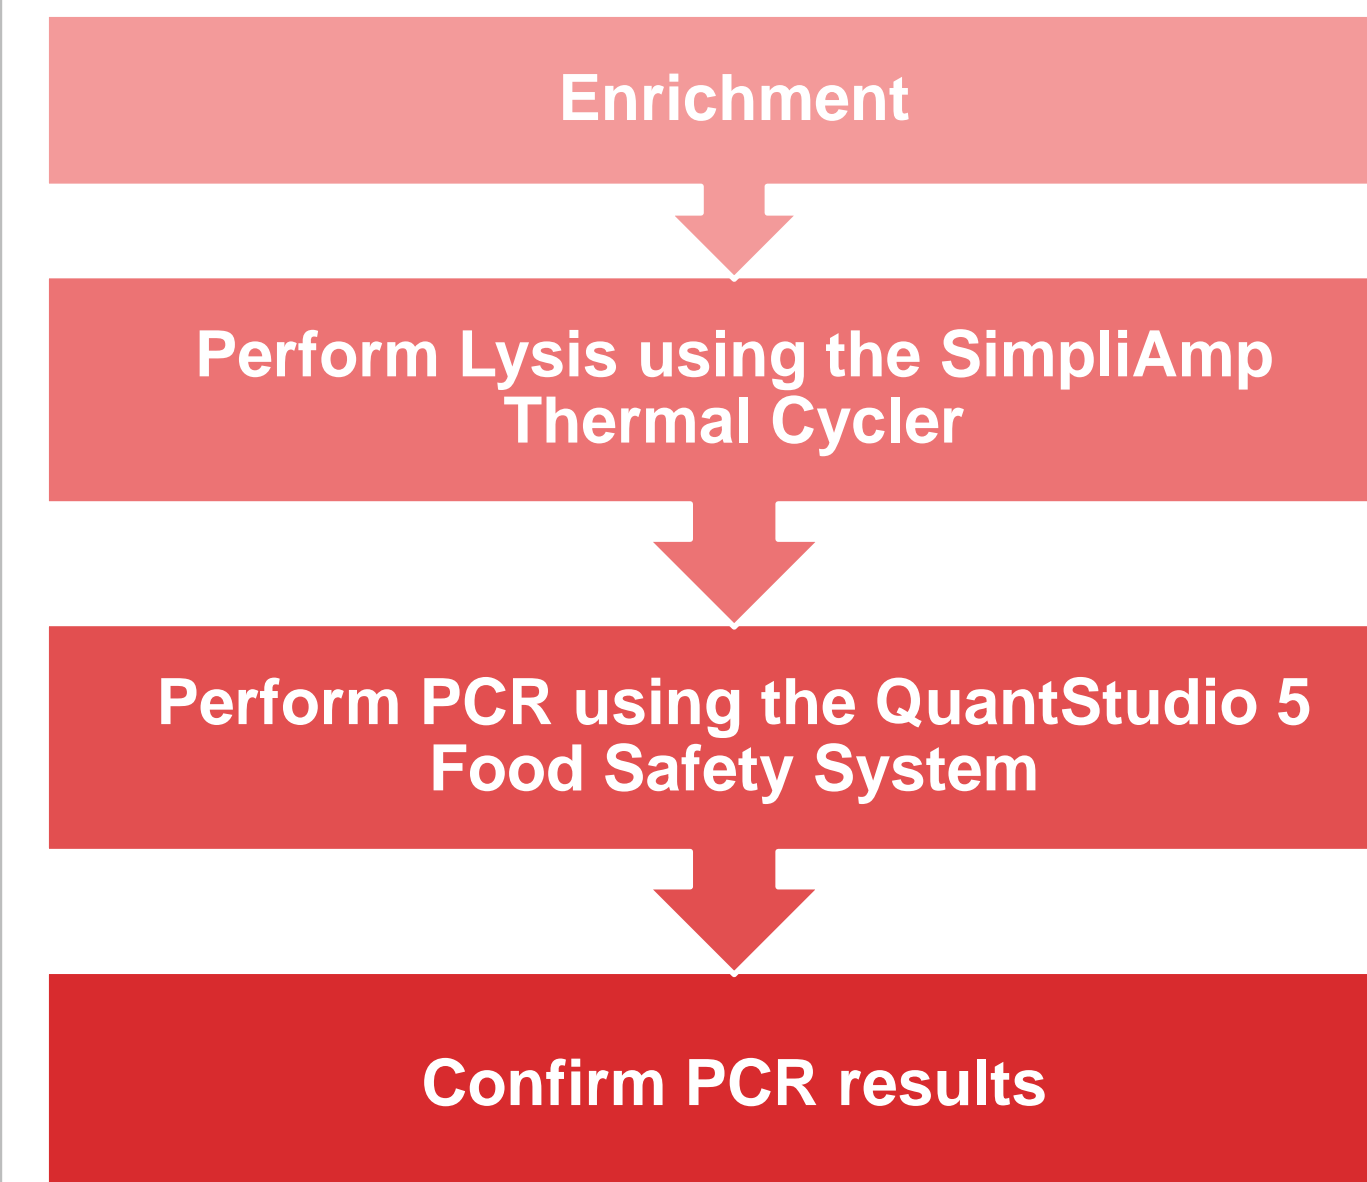 Enrichment
Perform Lysis using the SimpliAmp
Thermal Cycler
Perform PCR using the QuantStudio 5
Food Safety System
Confirm PCR results